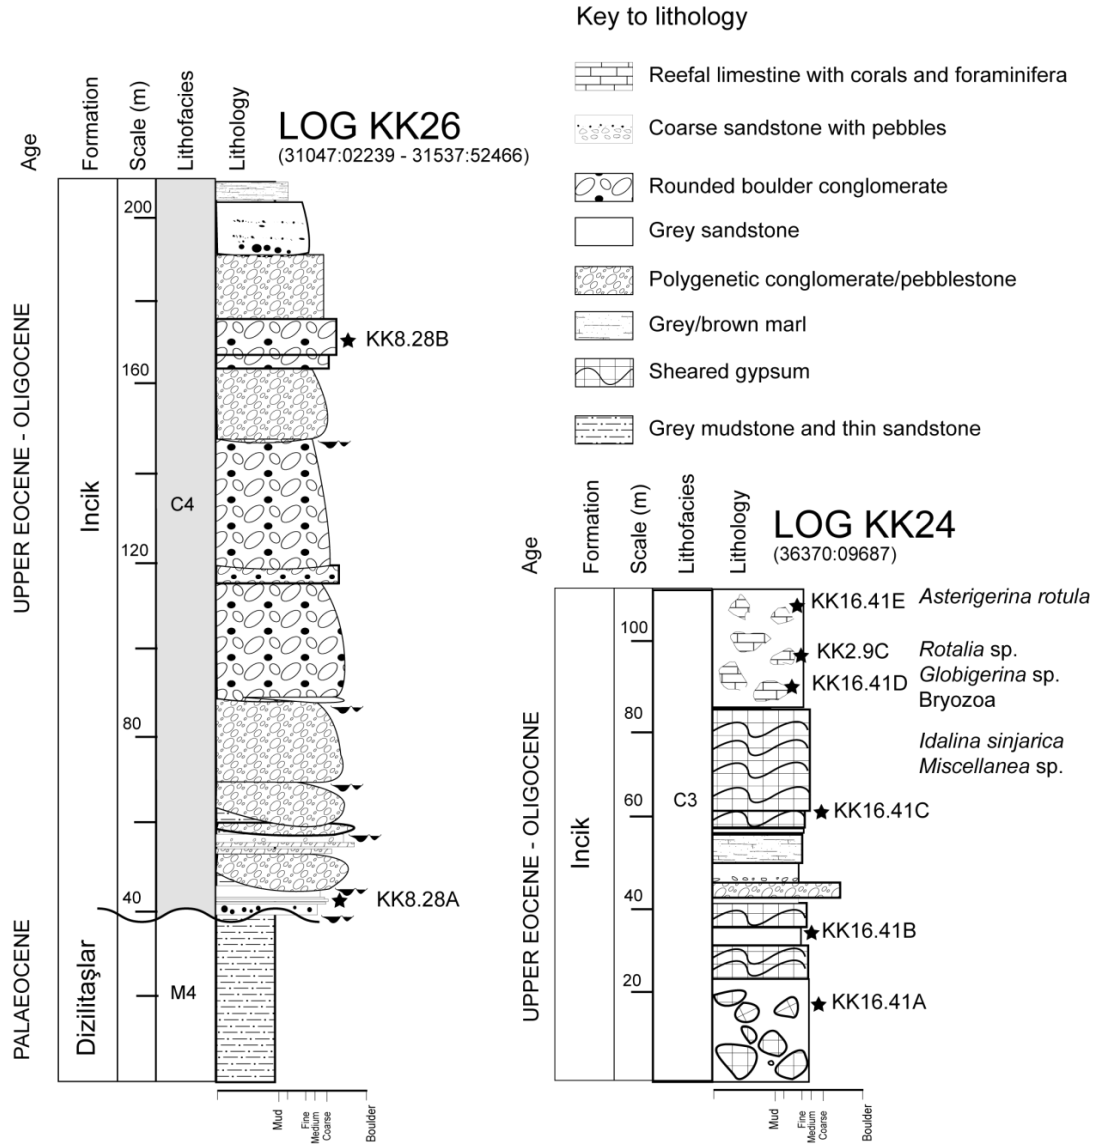 Key to lithology
Reefal limestine with corals and foraminifera
Coarse sandstone with pebbles
Rounded boulder conglomerate
Grey sandstone
Polygenetic conglomerate/pebblestone
Grey/brown marl
Sheared gypsum
Grey mudstone and thin sandstone
LOG KK26
(31047:02239 - 31537:52466)
Age
Formation
Scale (m)
Lithofacies
Lithology
UPPER EOCENE - OLIGOCENE
PALAEOCENE
Incik
Dizilitaşlar
200
160
120
80
40
C4
M4
KK8.28B
KK8.28A
Mud
Fine
Medium
Coarse
Boulder
LOG KK24
(36370:09687)
Age
Formation
Scale (m)
Lithofacies
Lithology
UPPER EOCENE - OLIGOCENE
Incik
100
80
60
40
20
C3
KK16.41E
Asterigerina rotula
KK2.9C
Rotalia sp.
Globigerina sp.
KK16.41D
Bryozoa
Idalina sinjarica
Miscellanea sp.
KK16.41C
KK16.41B
KK16.41A
Mud
Fine
Medium
Coarse
Boulder